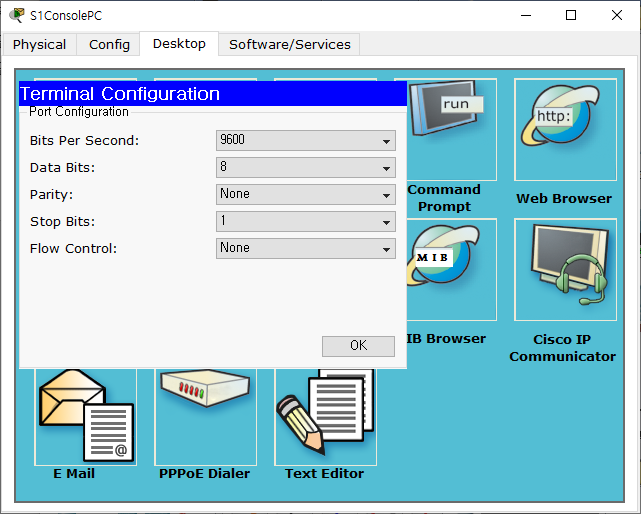 S1ConsolePC
Physical
Config
Desktop
Software/Services
Terminal Configuration
Port Configuration
Bits Per Second:
9600
Data Bits:
8
Parity:
None
Stop Bits:
1
Flow Control:
None
OK
run
Command
Prompt
http:
Web Browser
MIB
IB Browser
Cisco IP
Communicator
@
E Mail
PPPoE Dialer
Text Editor